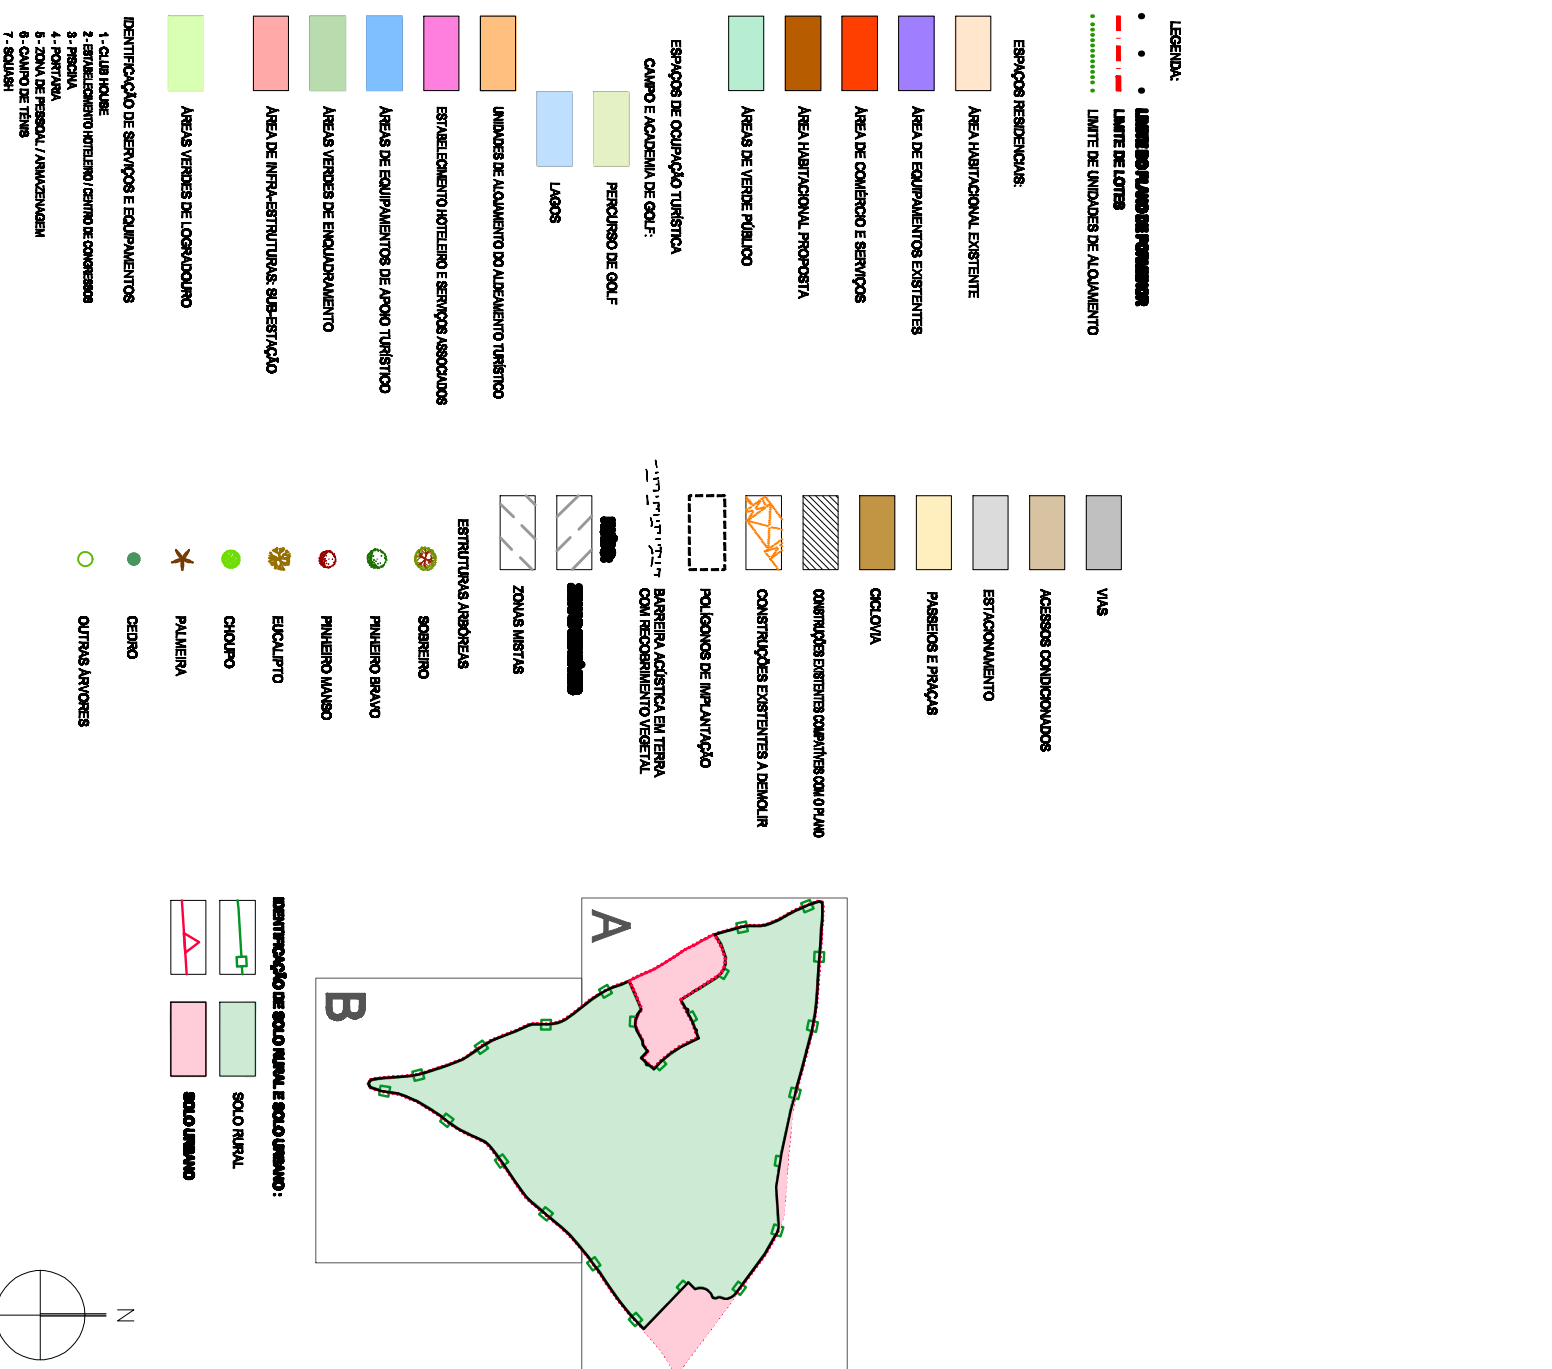 LEGENDA:
LIMITE DO PLANO DE PORMENOR
LIMITE DE LOTES
LIMITE DE UNIDADES DE ALOJAMENTO
ESPAÇOS RESIDENCIAIS:
ÁREA HABITACIONAL EXISTENTE
ÁREA DE EQUIPAMENTOS EXISTENTES
ÁREA DE COMÉRCIO E SERVIÇOS
ÁREA HABITACIONAL PROPOSTA
ÁREAS DE VERDE PÚBLICO
ESPAÇOS DE OCUPAÇÃO TURÍSTICA
CAMPO E ACADEMIA DE GOLF:
PERCURSO DE GOLF
LAGOS
UNIDADES DE ALOJAMENTO DO ALDEAMENTO TURÍSTICO
ESTABELECIMENTO HOTELEIRO E SERVIÇOS ASSOCIADOS
ÁREAS DE EQUIPAMENTOS DE APOIO TURÍSTICO
ÁREAS VERDES DE ENQUADRAMENTO
ÁREA DE INFRA-ESTRUTURAS: SUB-ESTAÇÃO
ÁREAS VERDES DE LOGRADOURO
IDENTIFICAÇÃO DE SERVIÇOS E EQUIPAMENTOS
1 - CLUB HOUSE
2 - ESTABELECIMENTO HOTELEIRO / CENTRO DE CONGRESSOS
3 - PISCINA
4 - PORTARIA
5 - ZONA DE PESSOAL / ARMAZENAGEM
6 - CAMPO DE TÉNIS
7 - SQUASH
VIAS
ACESSOS CONDICIONADOS
ESTACIONAMENTO
PASSEIOS E PRAÇAS
CICLOVIA
CONSTRUÇÕES EXISTENTES COMPATÍVEIS COM O PLANO
CONSTRUÇÕES EXISTENTES A DEMOLIR
POLÍGONOS DE IMPLANTAÇÃO
BARREIRA ACÚSTICA EM TERRA
COM RECOBRIMENTO VEGETAL
ZONAS MISTAS
ESTRUTURAS ARBÓREAS
SOBREIRO
PINHEIRO BRAVO
PINHEIRO MANSO
EUCALIPTO
CHOUPO
PALMEIRA
CEDRO
OUTRAS ÁRVORES
A
B
IDENTIFICAÇÃO DE SOLO RURAL E SOLO URBANO :
SOLO RURAL
SOLO URBANO
N